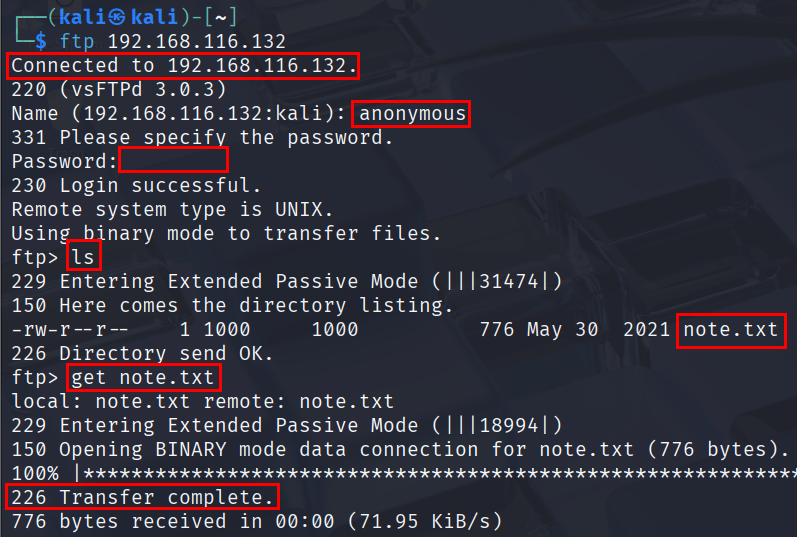 ┌──(kali㉿kali)-[~]
└─$ ftp 192.168.116.132
Connected to 192.168.116.132.
220 (vsFTPd 3.0.3)
Name (192.168.116.132:kali): anonymous
331 Please specify the password.
Password:
230 Login successful.
Remote system type is UNIX.
Using binary mode to transfer files.
ftp> ls
229 Entering Extended Passive Mode (|||31474|)
150 Here comes the directory listing.
-rw-r--r--    1 1000     1000          776 May 30  2021 note.txt
226 Directory send OK.
ftp> get note.txt
local: note.txt remote: note.txt
229 Entering Extended Passive Mode (|||18994|)
150 Opening BINARY mode data connection for note.txt (776 bytes).
100% |************************************************************
226 Transfer complete.
776 bytes received in 00:00 (71.95 KiB/s)